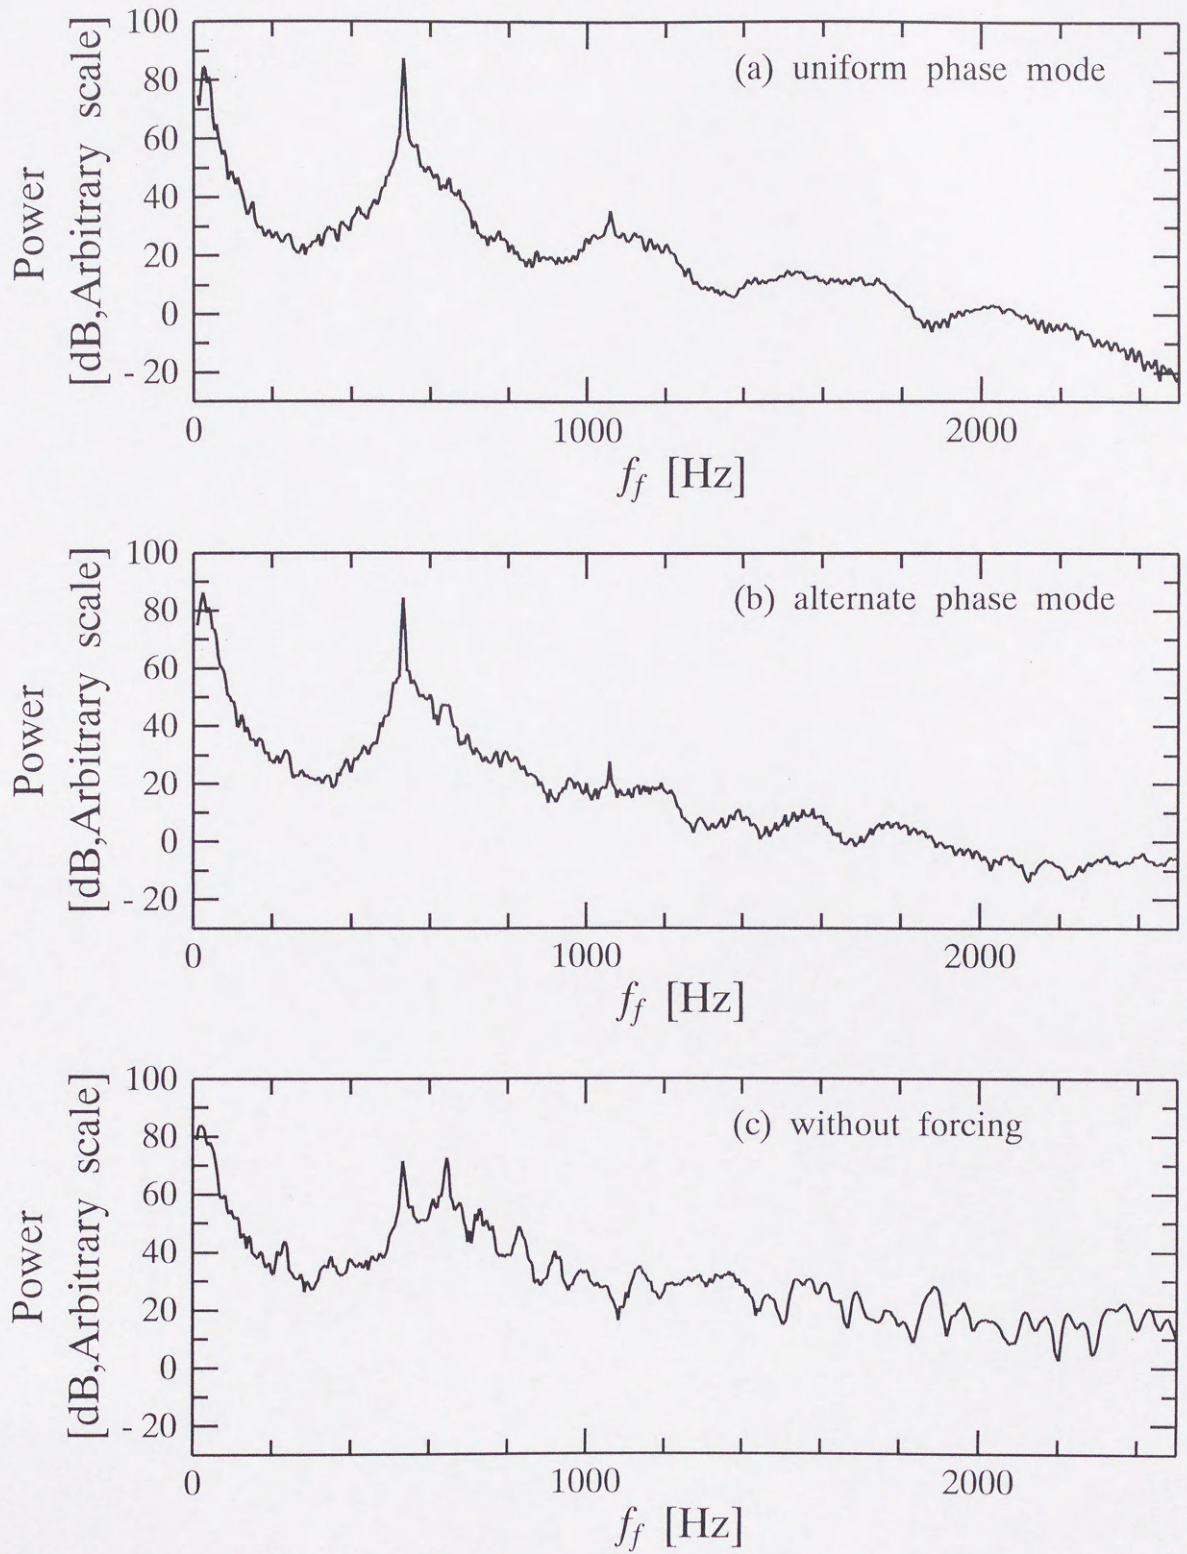 (a) uniform phase mode
Power
[dB,Arbitrary scale]
100
80
60
40
20
0
-20
0 1000 2000
f_f [Hz]
(b) alternate phase mode
Power
[dB,Arbitrary scale]
100
80
60
40
20
0
-20
0 1000 2000
f_f [Hz]
(c) without forcing
Power
[dB,Arbitrary scale]
100
80
60
40
20
0
-20
0 1000 2000
f_f [Hz]